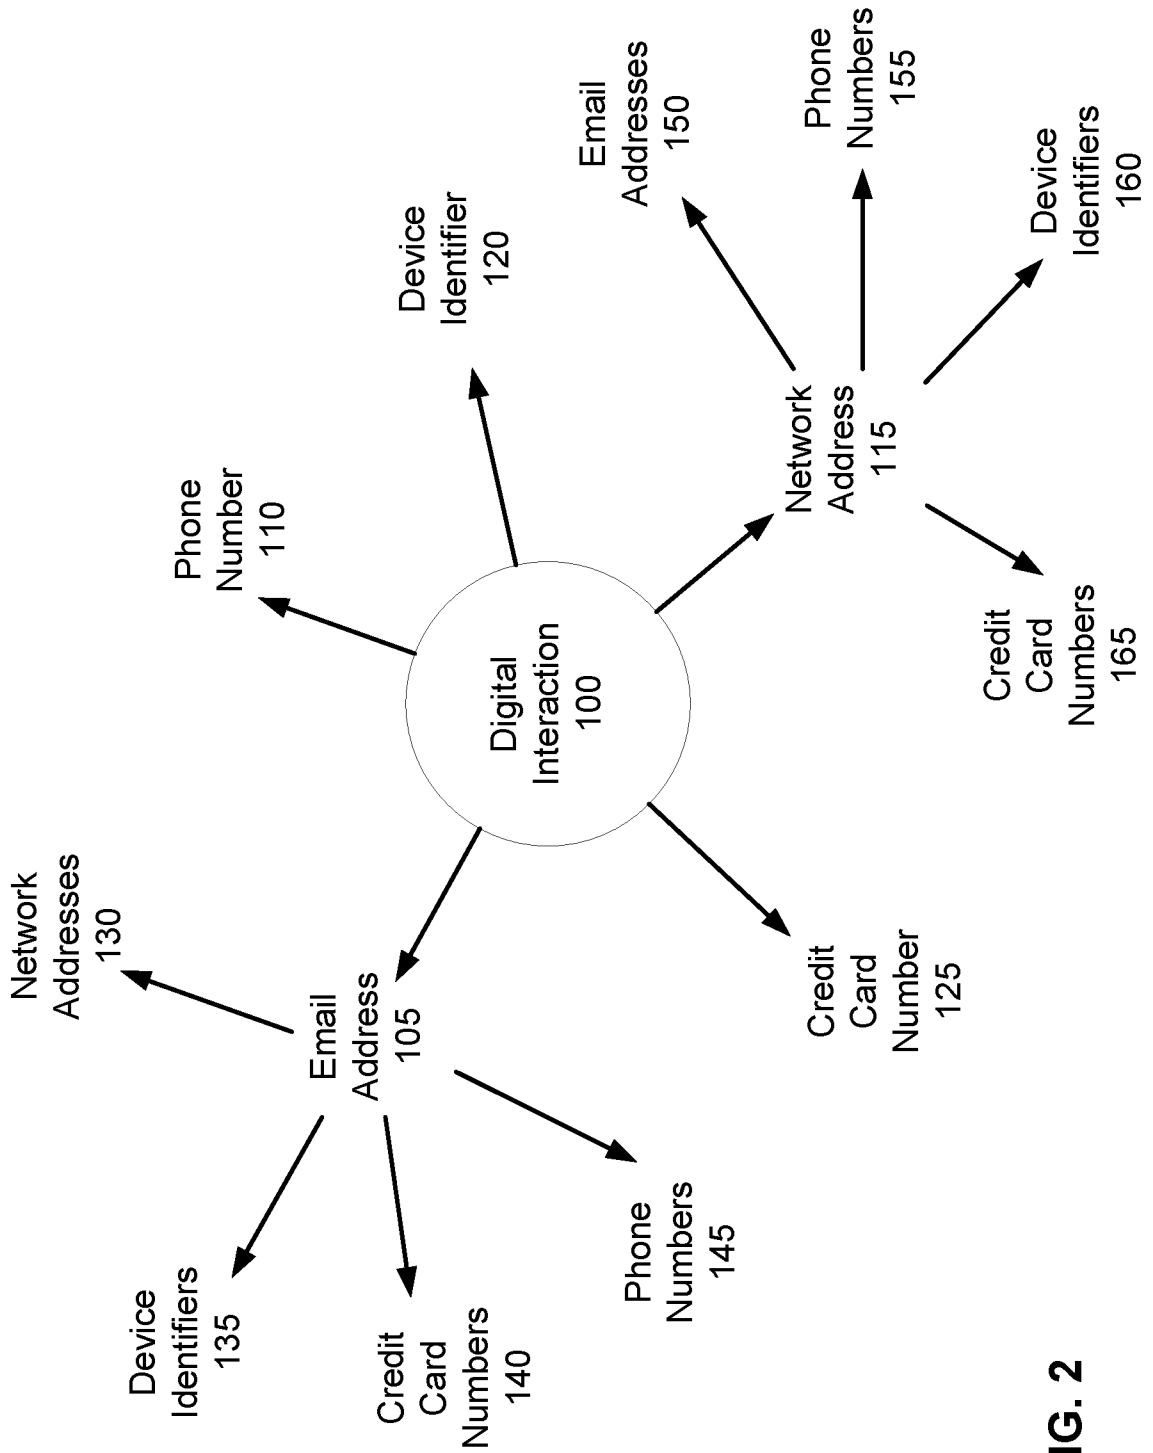 Network
Addresses
130
Device
Identifiers
135
Email
Address
105
Credit
Card
Numbers
140
Phone
Numbers
145
Phone
Number
110
Device
Identifier
120
Digital
Interaction
100
Credit
Card
Number
125
Network
Address
115
Email
Addresses
150
Phone
Numbers
155
Device
Identifiers
160
Credit
Card
Numbers
165
IG. 2